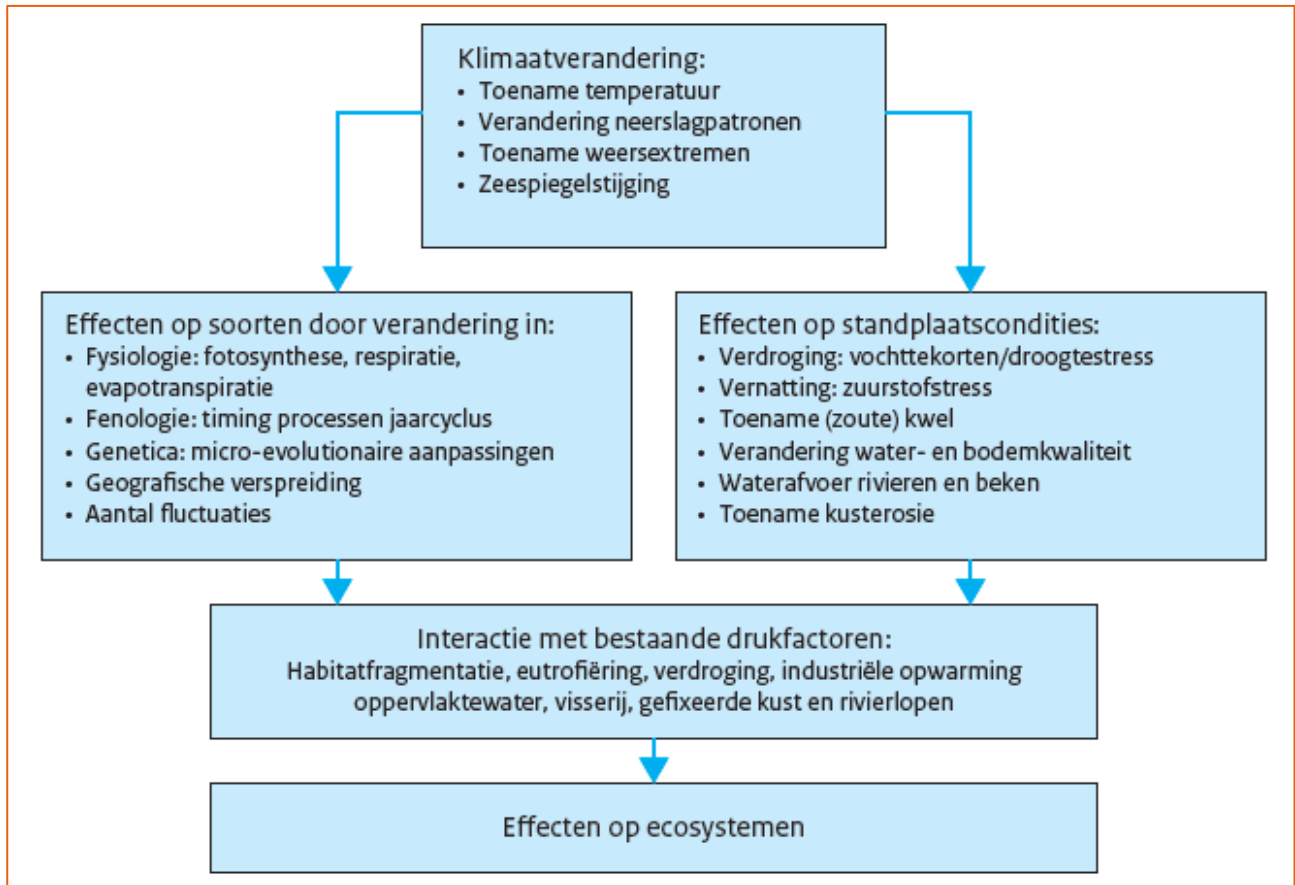 Klimaatverandering:
• Toename temperatuur
• Verandering neerslagpatronen
• Toename weersextremen
• Zeespiegelstijging
Effecten op soorten door verandering in:
• Fysiologie: fotosynthese, respiratie,
evapotranspiratie
• Fenologie: timing processen jaarcyclus
• Genetica: micro-evolutionaire aanpassingen
• Geografische verspreiding
• Aantal fluctuaties
Effecten op standplaatscondities:
• Verdroging: vochttekorten/droogtestress
• Vernatting: zuurstofstress
• Toename (zoute) kwel
• Verandering water- en bodemkwaliteit
• Waterafvoer rivieren en beken
• Toename kusterosie
Interactie met bestaande drukfactoren:
Habitatfragmentatie, eutrofiëring, verdroging, industriële opwarming
oppervlaktewater, visserij, gefixeerde kust en rivierlopen
Effecten op ecosystemen